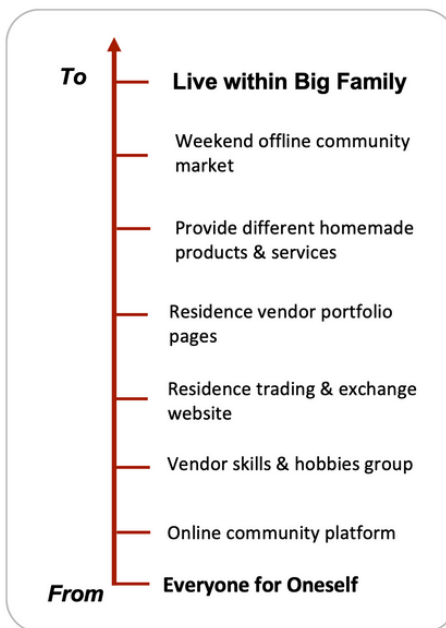 To
Live within Big Family
Weekend offline community
market
Provide different homemade
products & services
Residence vendor portfolio
pages
Residence trading & exchange
website
Vendor skills & hobbies group
Online community platform
From
Everyone for Oneself